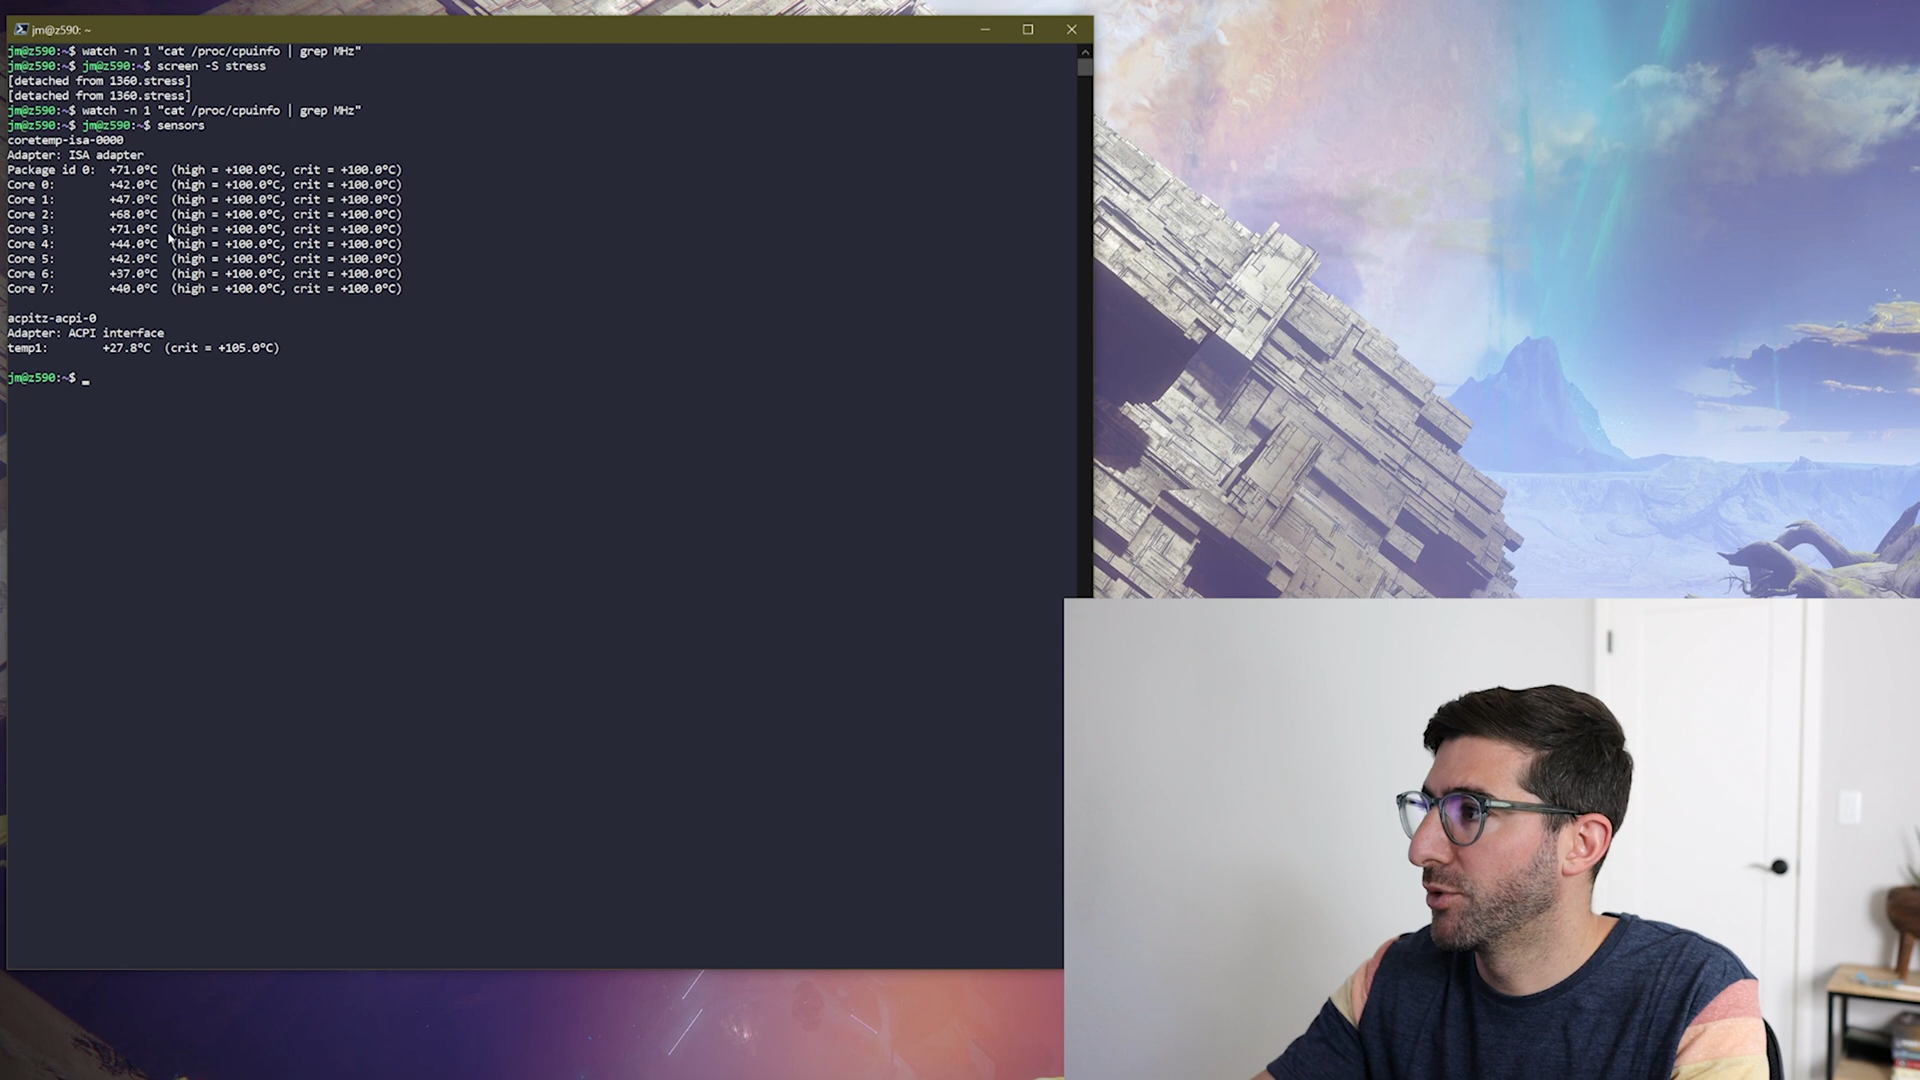 jm@z590: ~
jm@z590:~$ watch -n 1 "cat /proc/cpuinfo | grep MHz"
jm@z590:~$ jm@z590:~$ screen -S stress
[detached from 1360.stress]
[detached from 1360.stress]
jm@z590:~$ watch -n 1 "cat /proc/cpuinfo | grep MHz"
jm@z590:~$ jm@z590:~$ sensors
coretemp-isa-0000
Adapter: ISA adapter
Package id 0:  +71.0°C  (high = +100.0°C, crit = +100.0°C)
Core 0:        +42.0°C  (high = +100.0°C, crit = +100.0°C)
Core 1:        +47.0°C  (high = +100.0°C, crit = +100.0°C)
Core 2:        +68.0°C  (high = +100.0°C, crit = +100.0°C)
Core 3:        +71.0°C  (high = +100.0°C, crit = +100.0°C)
Core 4:        +44.0°C  (high = +100.0°C, crit = +100.0°C)
Core 5:        +42.0°C  (high = +100.0°C, crit = +100.0°C)
Core 6:        +37.0°C  (high = +100.0°C, crit = +100.0°C)
Core 7:        +40.0°C  (high = +100.0°C, crit = +100.0°C)
acpitz-acpi-0
Adapter: ACPI interface
temp1:        +27.8°C  (crit = +105.0°C)
jm@z590:~$ _